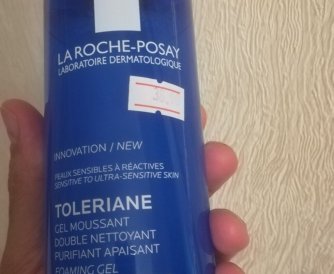 LA ROCHE-POSAY
LABORATOIRE DERMATOLOGIQUE
INNOVATION / NEW
PEAUX SENSIBLES À RÉACTIVES
SENSITIVE TO ULTRA-SENSITIVE SKIN
TOLERIANE
GEL MOUSSANT
DOUBLE NETTOYANT
PURIFIANT APAISANT
FOAMING GEL